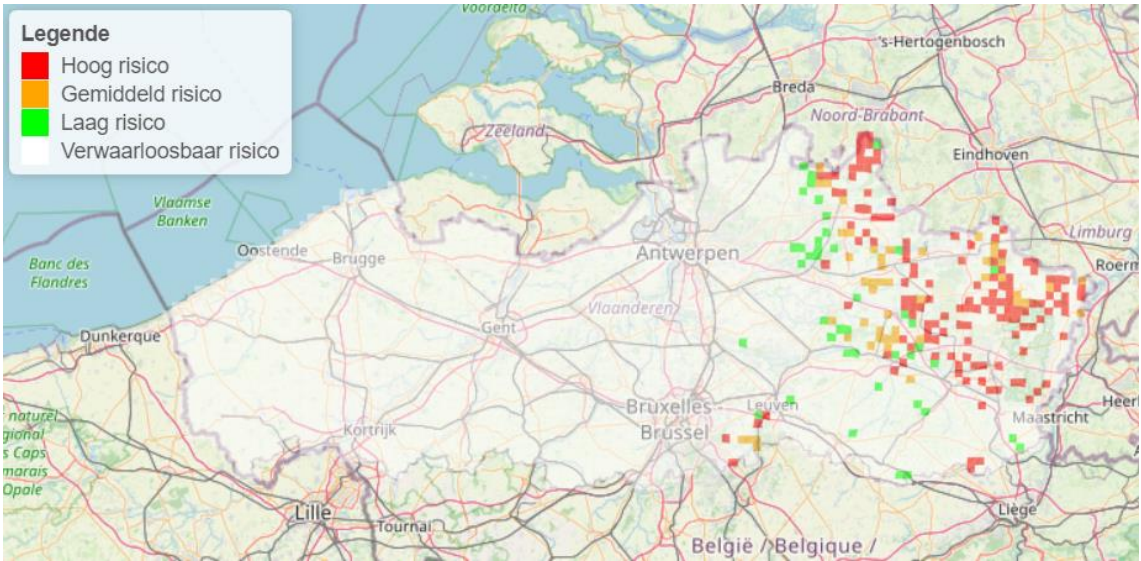 Legende
Hoog risico
Gemiddeld risico
Laag risico
Verwaarloosbaar risico
Voordelta
's-Hertogenbosch
Breda
Noord-Brabant
Zeeland
Eindhoven
Vlaamse
Banken
Limburg
Oostende
Brugge
Antwerpen
Banc des
Flandres
Roerm
Vlaanderen
Gent
Dunkerque
Bruxelles
Brussel
Leuven
Heerl
Maastricht
naturel
gional
s Caps
marais
Opale
Kortrijk
Lille
Tournai
Liège
België / Belgique /